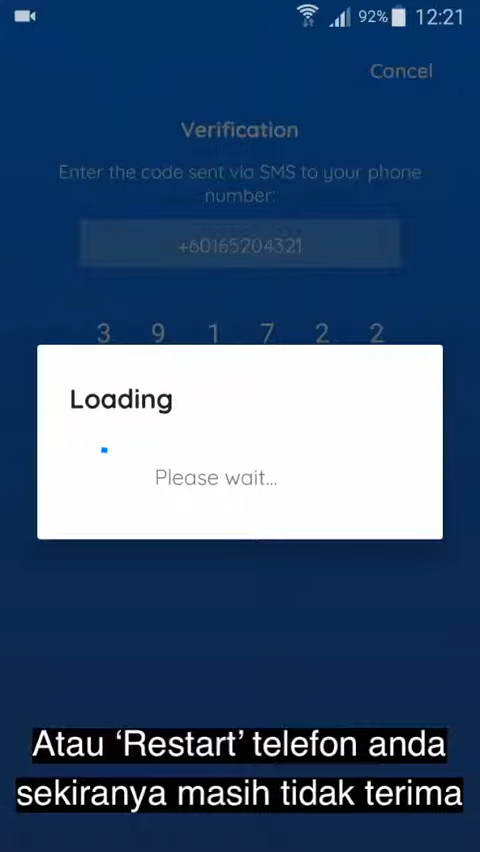 92% 12:21
Cancel
Verification
Enter the code sent via SMS to your phone
number:
+60165204321
3 9 1 7 2 2
Loading
Please wait...
Atau ‘Restart’ telefon anda
sekiranya masih tidak terima